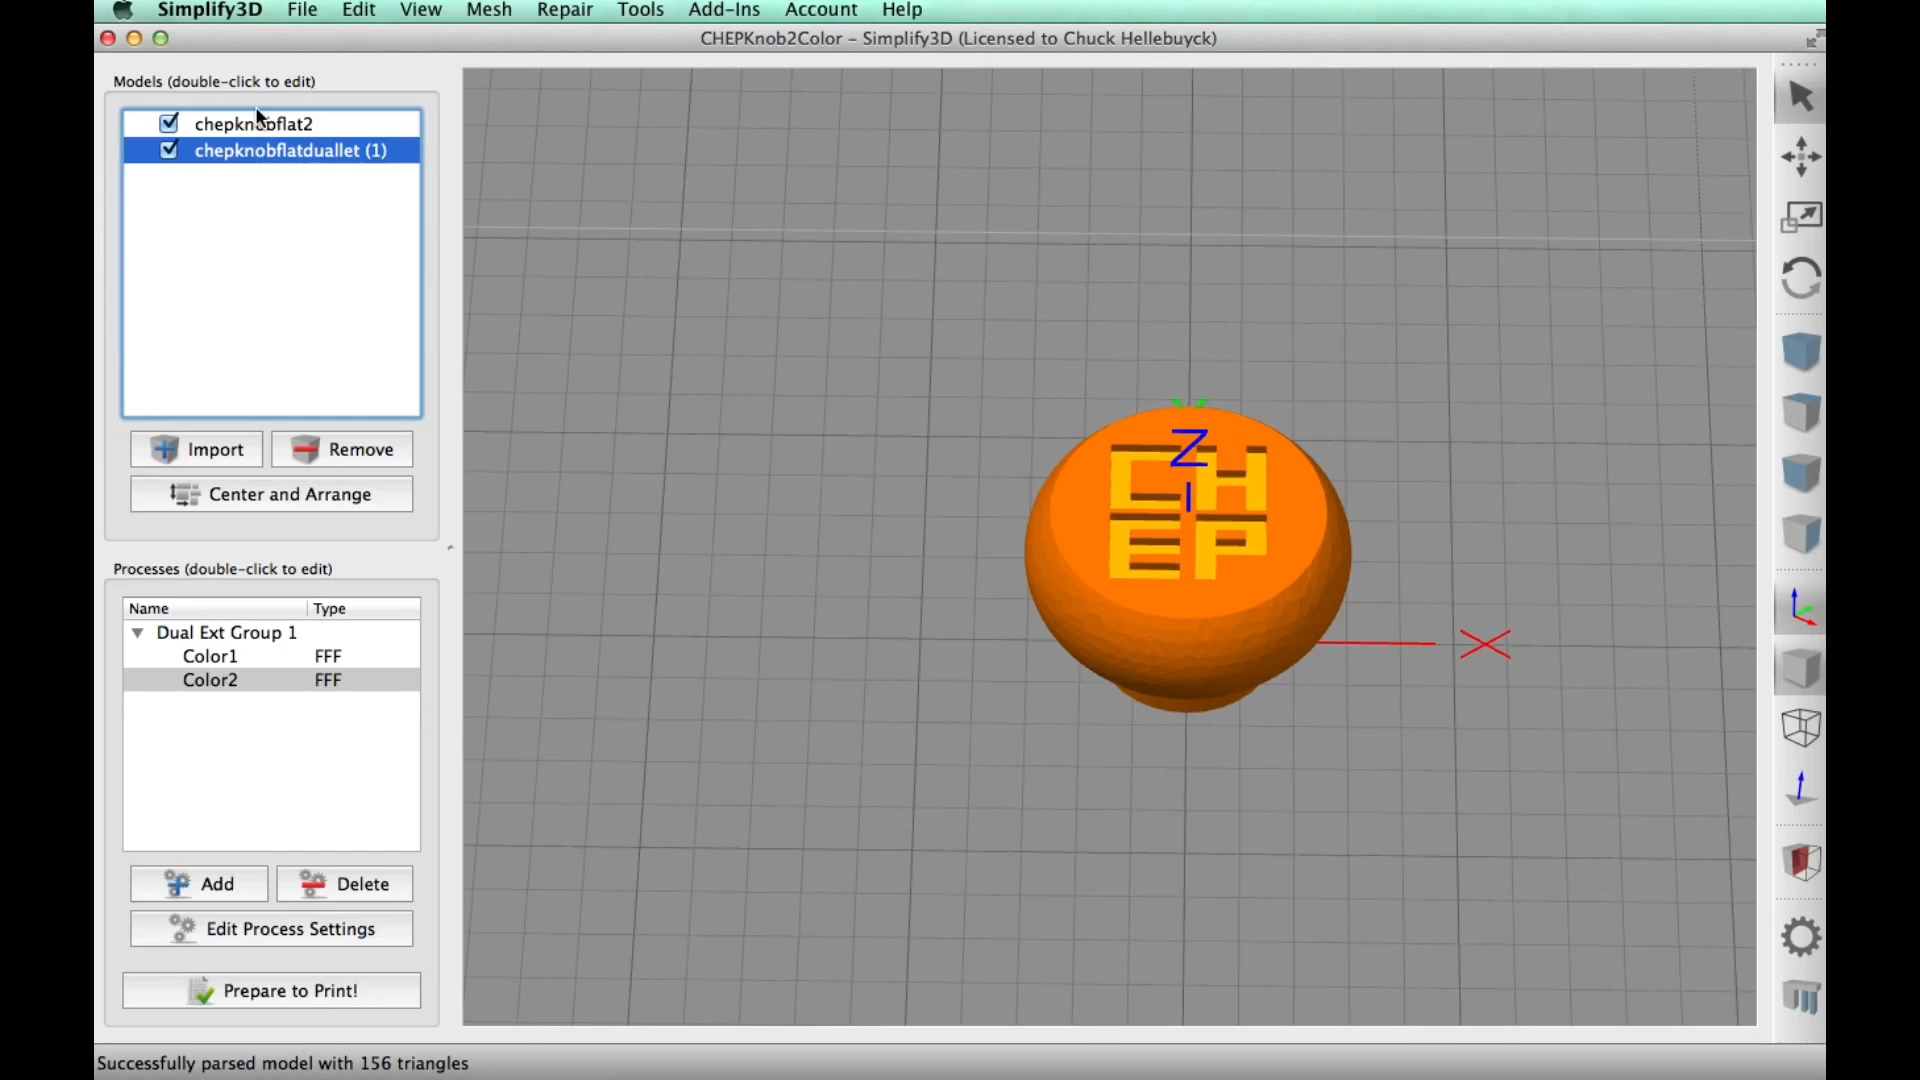 Simplify3D File Edit View Mesh Repair Tools Add-Ins Account Help
CHEPKnob2Color - Simplify3D (Licensed to Chuck Hellebuyck)
Models (double-click to edit)
chepknobflat2
chepknobflatduallet (1)
Import Remove
Center and Arrange
Processes (double-click to edit)
Name Type
Dual Ext Group 1
Color1 FFF
Color2 FFF
Add Delete
Edit Process Settings
Prepare to Print!
Z
CH
EP
X
Successfully parsed model with 156 triangles